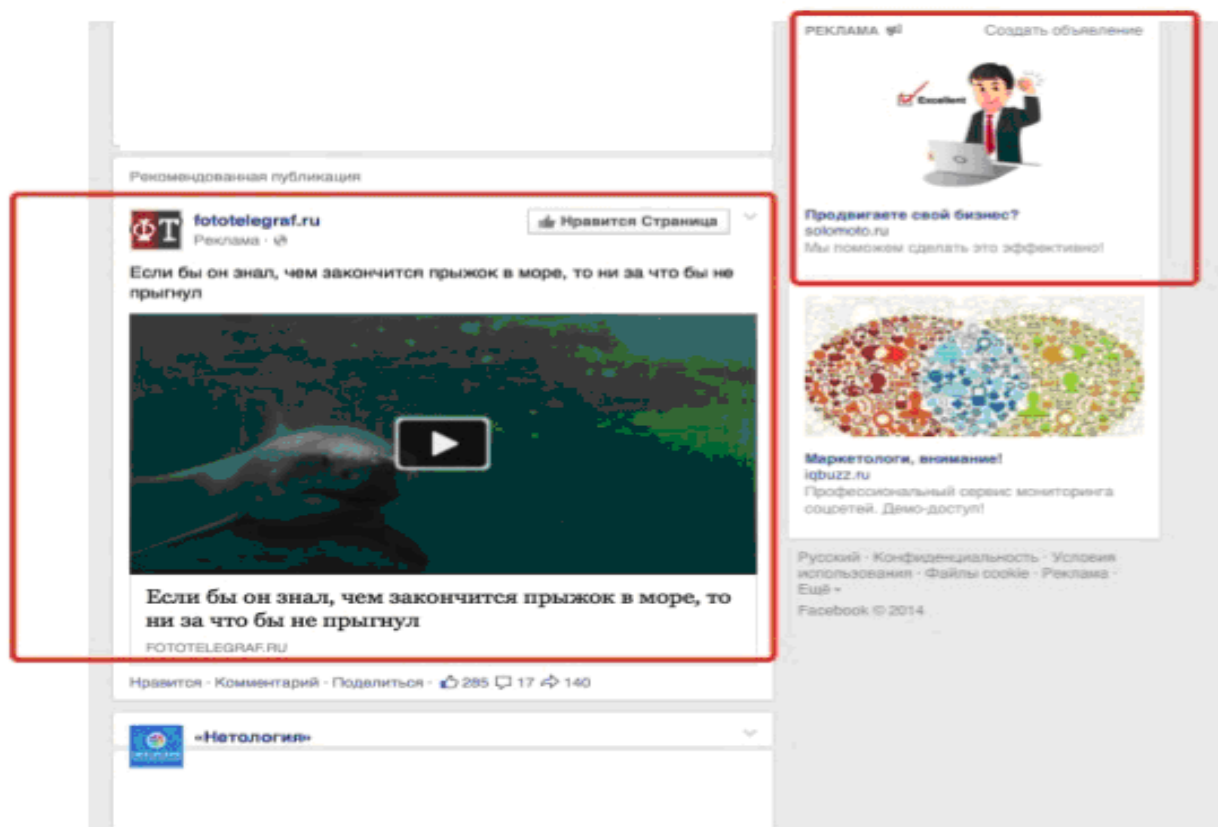 Рекомендованная публикация
ФТ
fototelegraf.ru
Нравится Страница
Реклама ·
Если бы он знал, чем закончится прыжок в море, то ни за что бы не
прыгнул
Если бы он знал, чем закончится прыжок в море, то
ни за что бы не прыгнул
FOTOTELEGRAF.RU
Нравится · Комментарий · Поделиться · 285 17 140
«Нетология»
РЕКЛАМА
Создать объявление
Excellent
Продвигаете свой бизнес?
solomoto.ru
Мы поможем сделать это эффективно!
Маркетологи, внимание!
iqbuzz.ru
Профессиональный сервис мониторинга
соцсетей. Демо-доступ!
Русский · Конфиденциальность · Условия
использования · Файлы cookie · Реклама ·
Ещё
Facebook © 2014